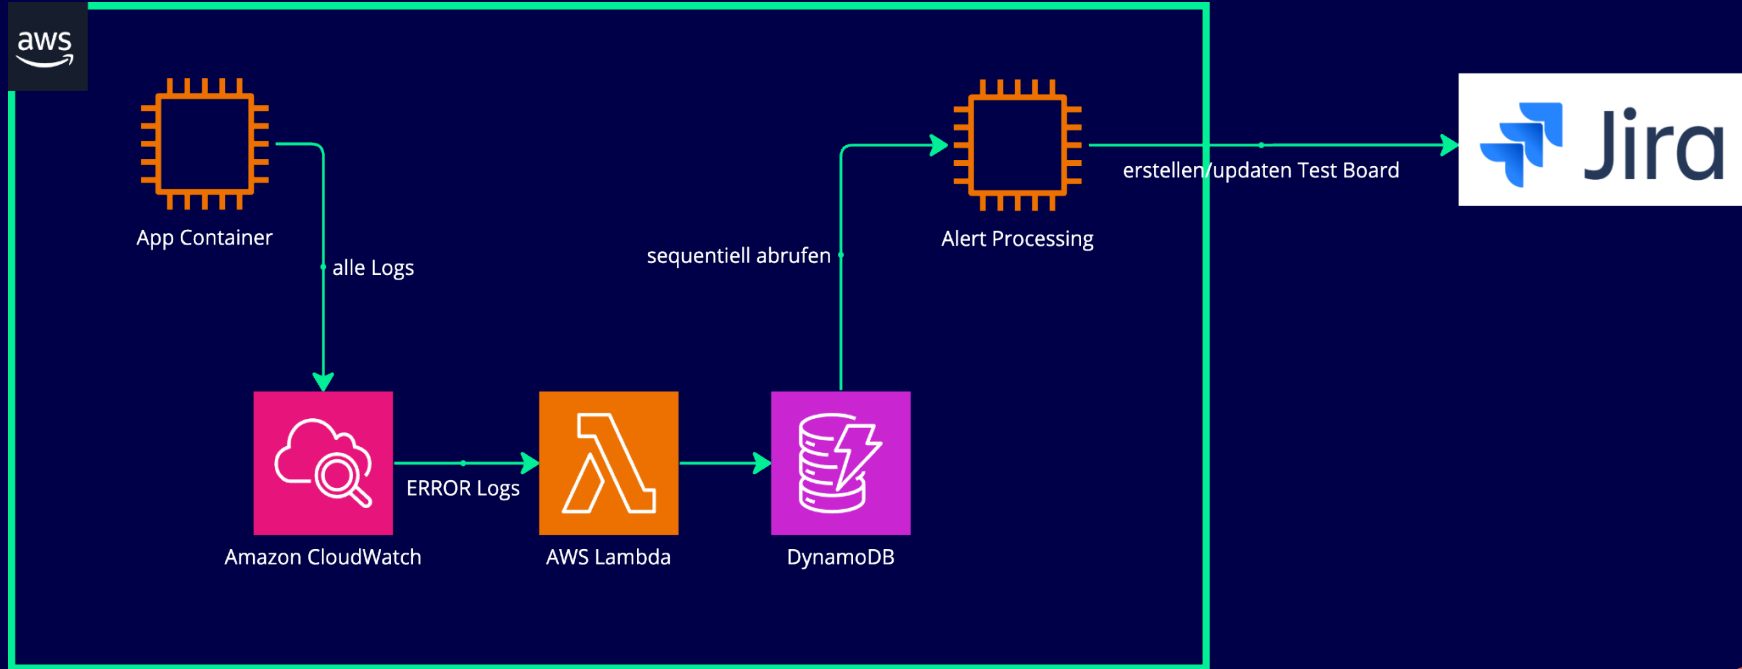 aws
App Container
alle Logs
sequentiell abrufen
Alert Processing
erstellen/updaten Test Board
Jira
ERROR Logs
Amazon CloudWatch
AWS Lambda
DynamoDB